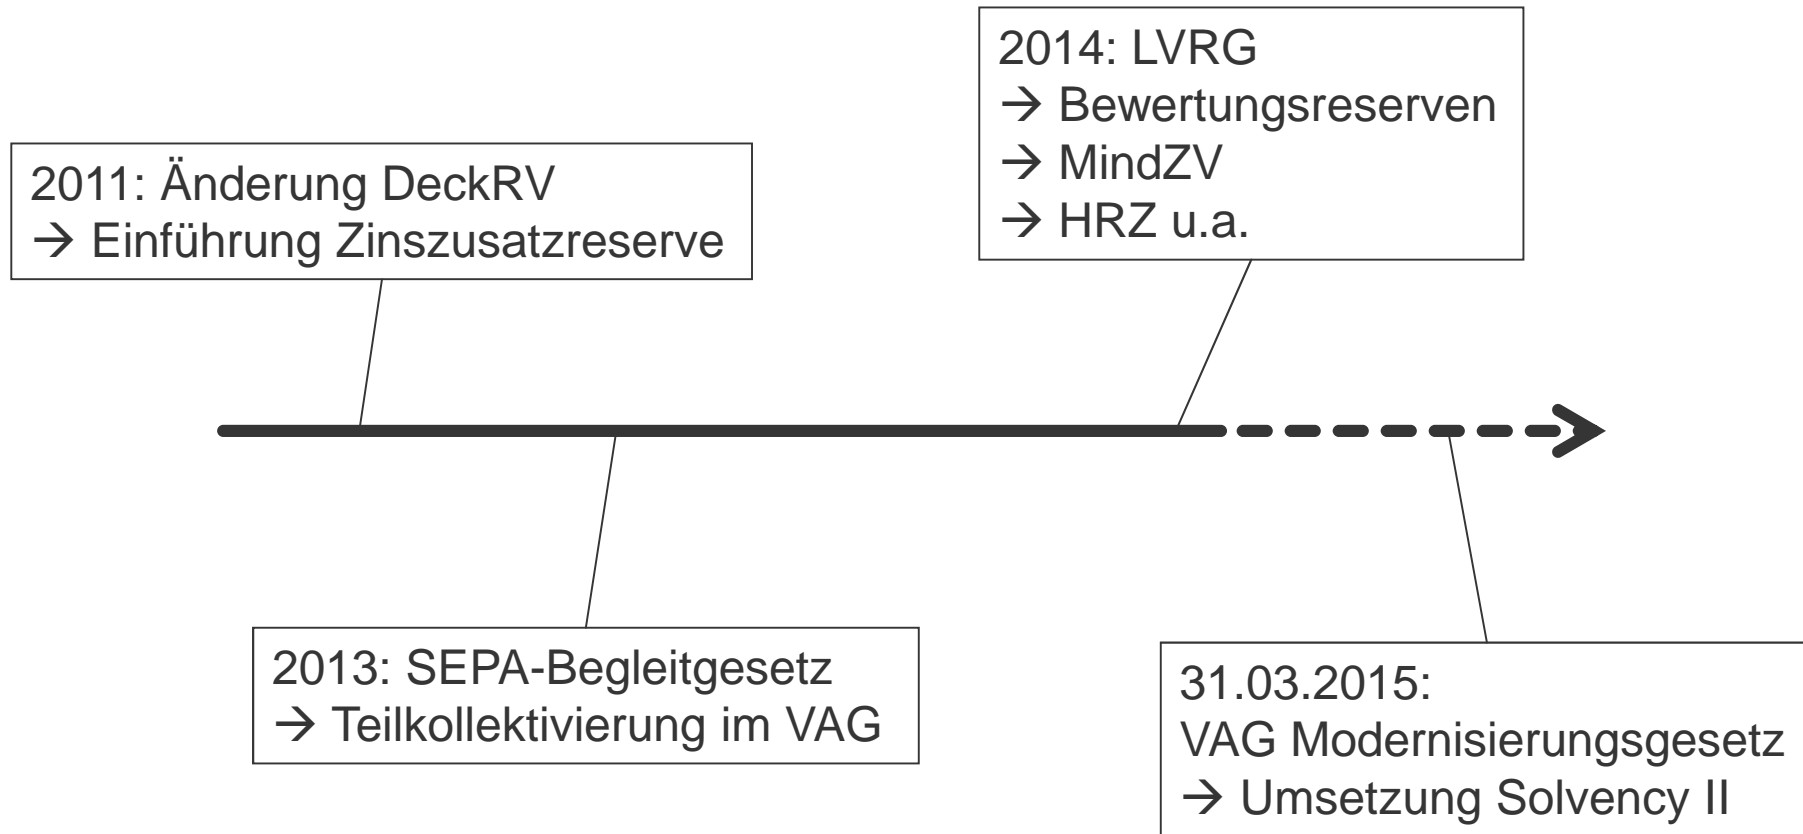 2011: Änderung DeckRV
→ Einführung Zinszusatzreserve
2014: LVRG
→ Bewertungsreserven
→ MindZV
→ HRZ u.a.
2013: SEPA-Begleitgesetz
→ Teilkollektivierung im VAG
31.03.2015:
VAG Modernisierungsgesetz
→ Umsetzung Solvency II